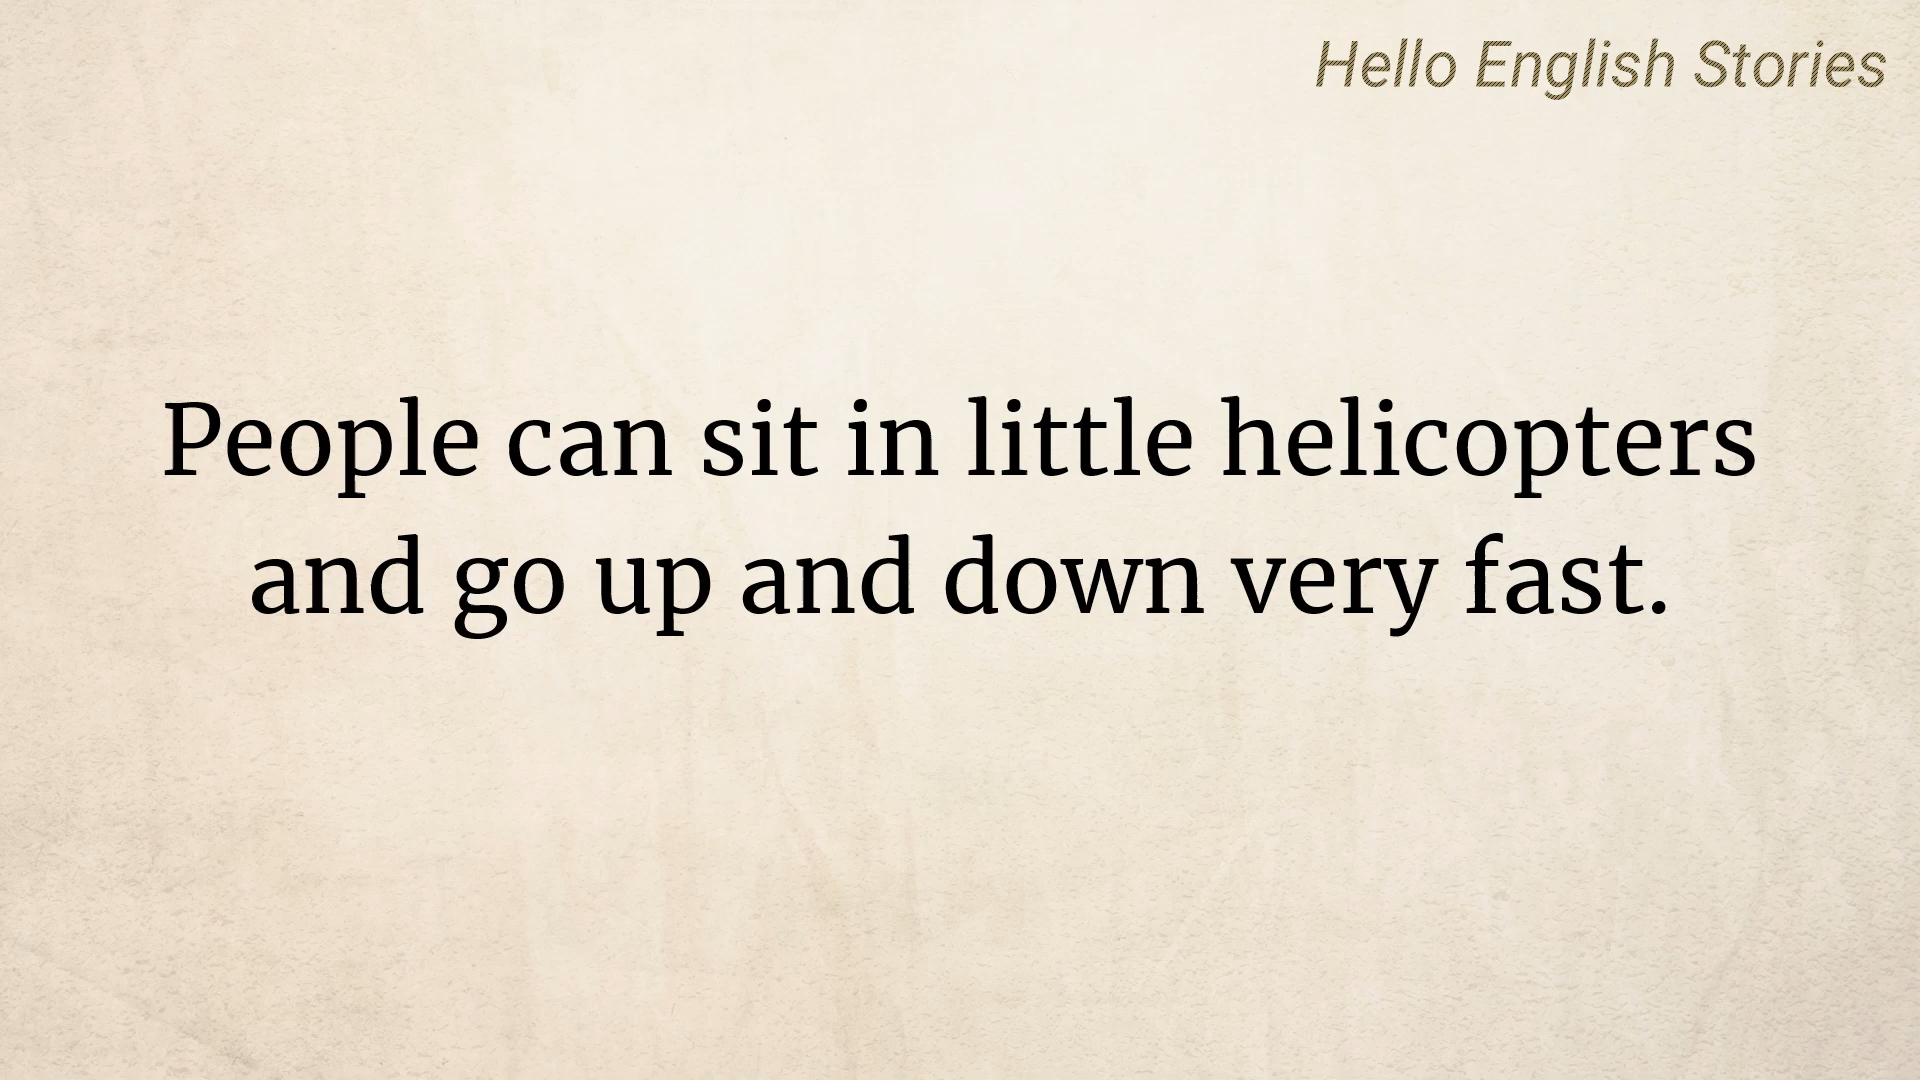 Hello English Stories
People can sit in little helicopters
and go up and down very fast.